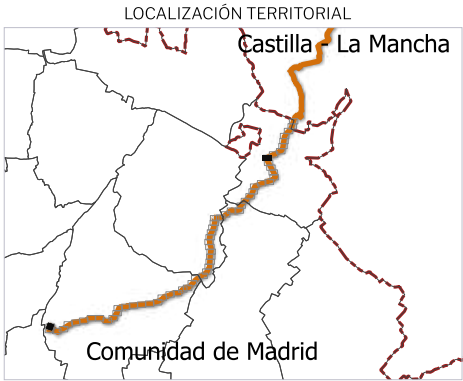 LOCALIZACIÓN TERRITORIAL
Castilla - La Mancha
Comunidad de Madrid